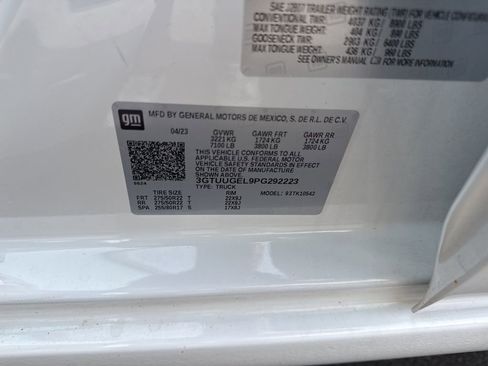 SAE J2807 TRAILER WEIGHT RATING (TWR) FOR VEHICLE CONFIGURATION
CONVENTIONAL TWR: 4037 KG / 8900 LBS
MAX TONGUE: 404 KG / 890 LBS
GOOSENECK TWR: 2903 KG / 6400 LBS
MAX TONGUE: 436 KG / 960 LBS
SEE OWNER'S MANUAL FOR
gm
MFD BY GENERAL MOTORS DE MEXICO, S. DE R.L. DE C.V.
04/23 GVWR GAWR FRT GAWR RR
3221 KG 1724 KG 1724 KG
7100 LB 3800 LB 3800 LB
THIS VEHICLE CONFORMS TO ALL
APPLICABLE U.S. FEDERAL MOTOR
VEHICLE SAFETY STANDARDS IN EFFECT
ON THE DATE OF MANUFACTURE SHOWN ABOVE.
3GTUUGEL9PG292223
TYPE: TRUCK
TIRE SIZE RIM MODEL: 93TK10543
FRT 275/50R22 T 22X9J
RR 275/50R22 T 22X9J
SPA 255/80R17 S 17X8J